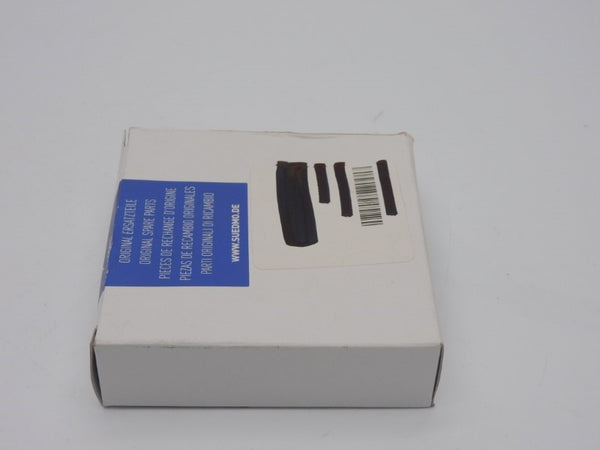 ORIGINAL ERSATZTEILE
ORIGINAL SPARE PARTS
PIECES DE RECHANGE D'ORIGINE
PIEZAS DE RECAMBIO ORIGINALES
PARTI ORIGINALI DI RICAMBIO
WWW.SUEDMO.DE